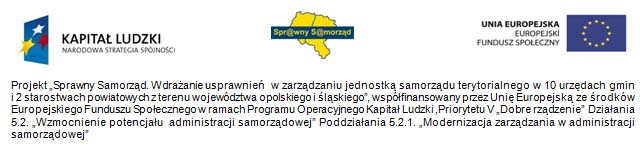 KAPITAŁ LUDZKI
NARODOWA STRATEGIA SPÓJNOŚCI
Spr@wny S@morząd
UNIA EUROPEJSKA
EUROPEJSKI
FUNDUSZ SPOŁECZNY
Projekt „Sprawny Samorząd. Wdrażanie usprawnień w zarządzaniu jednostką samorządu terytorialnego w 10 urzędach gmin
i 2 starostwach powiatowych z terenu województwa opolskiego i śląskiego”, współfinansowany przez Unię Europejską ze środków
Europejskiego Funduszu Społecznego w ramach Programu Operacyjnego Kapitał Ludzki ,Priorytetu V „Dobre rządzenie” Działania
5.2. „Wzmocnienie potencjału administracji samorządowej” Poddziałania 5.2.1. „Modernizacja zarządzania w administracji
samorządowej”